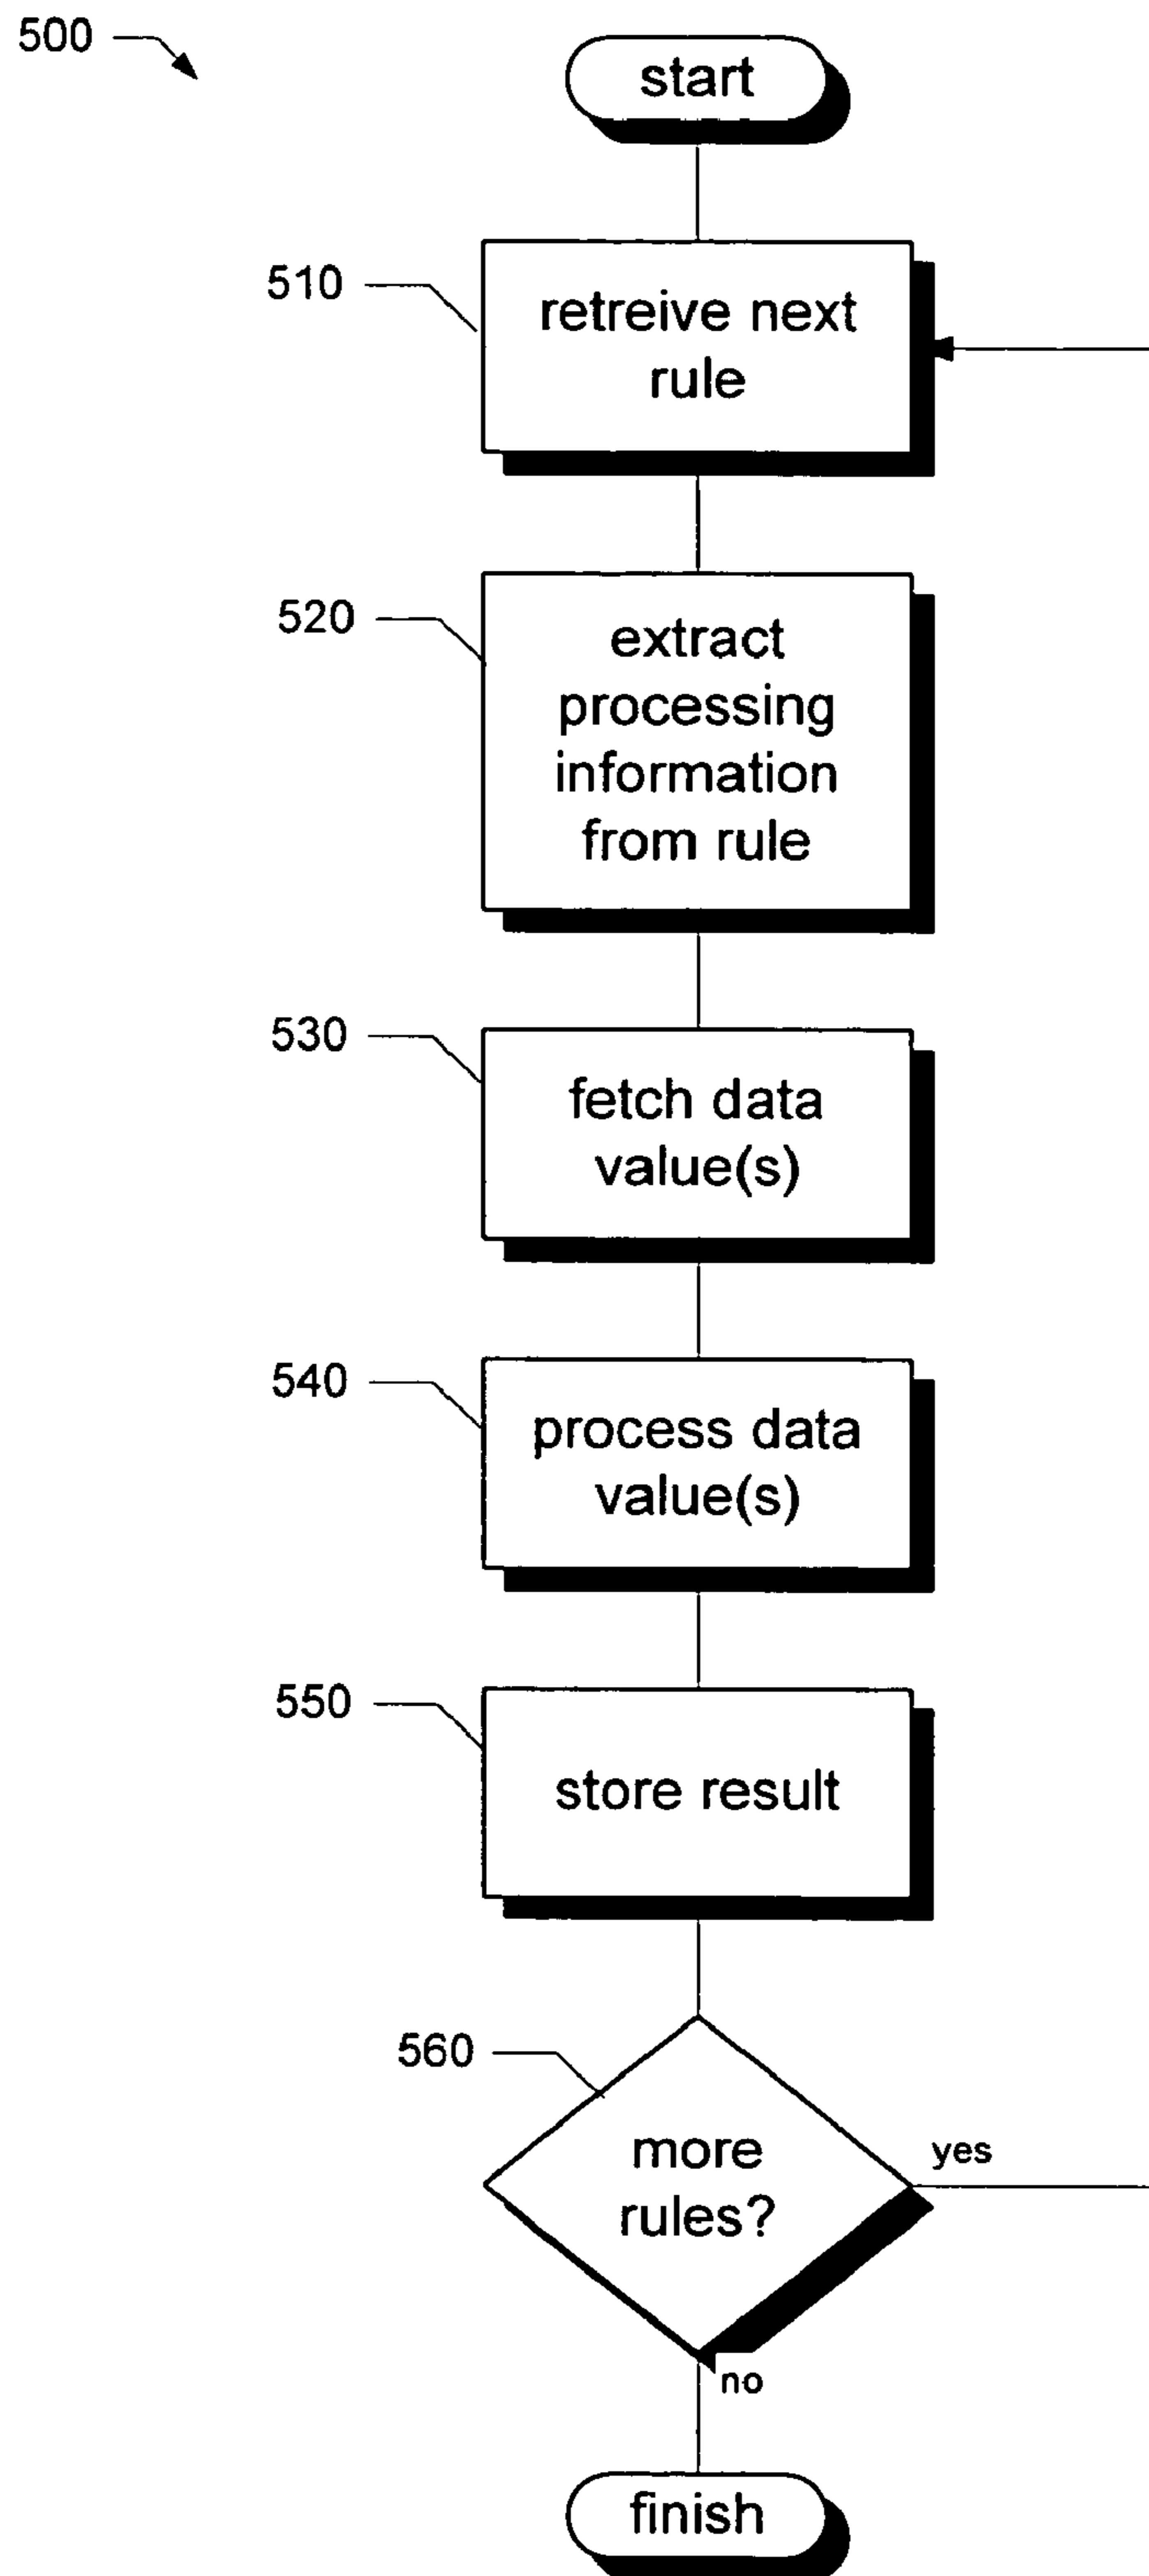 500
start
510
retreive next
rule
520
extract
processing
information
from rule
530
fetch data
value(s)
540
process data
value(s)
550
store result
560
more
rules?
yes
no
finish